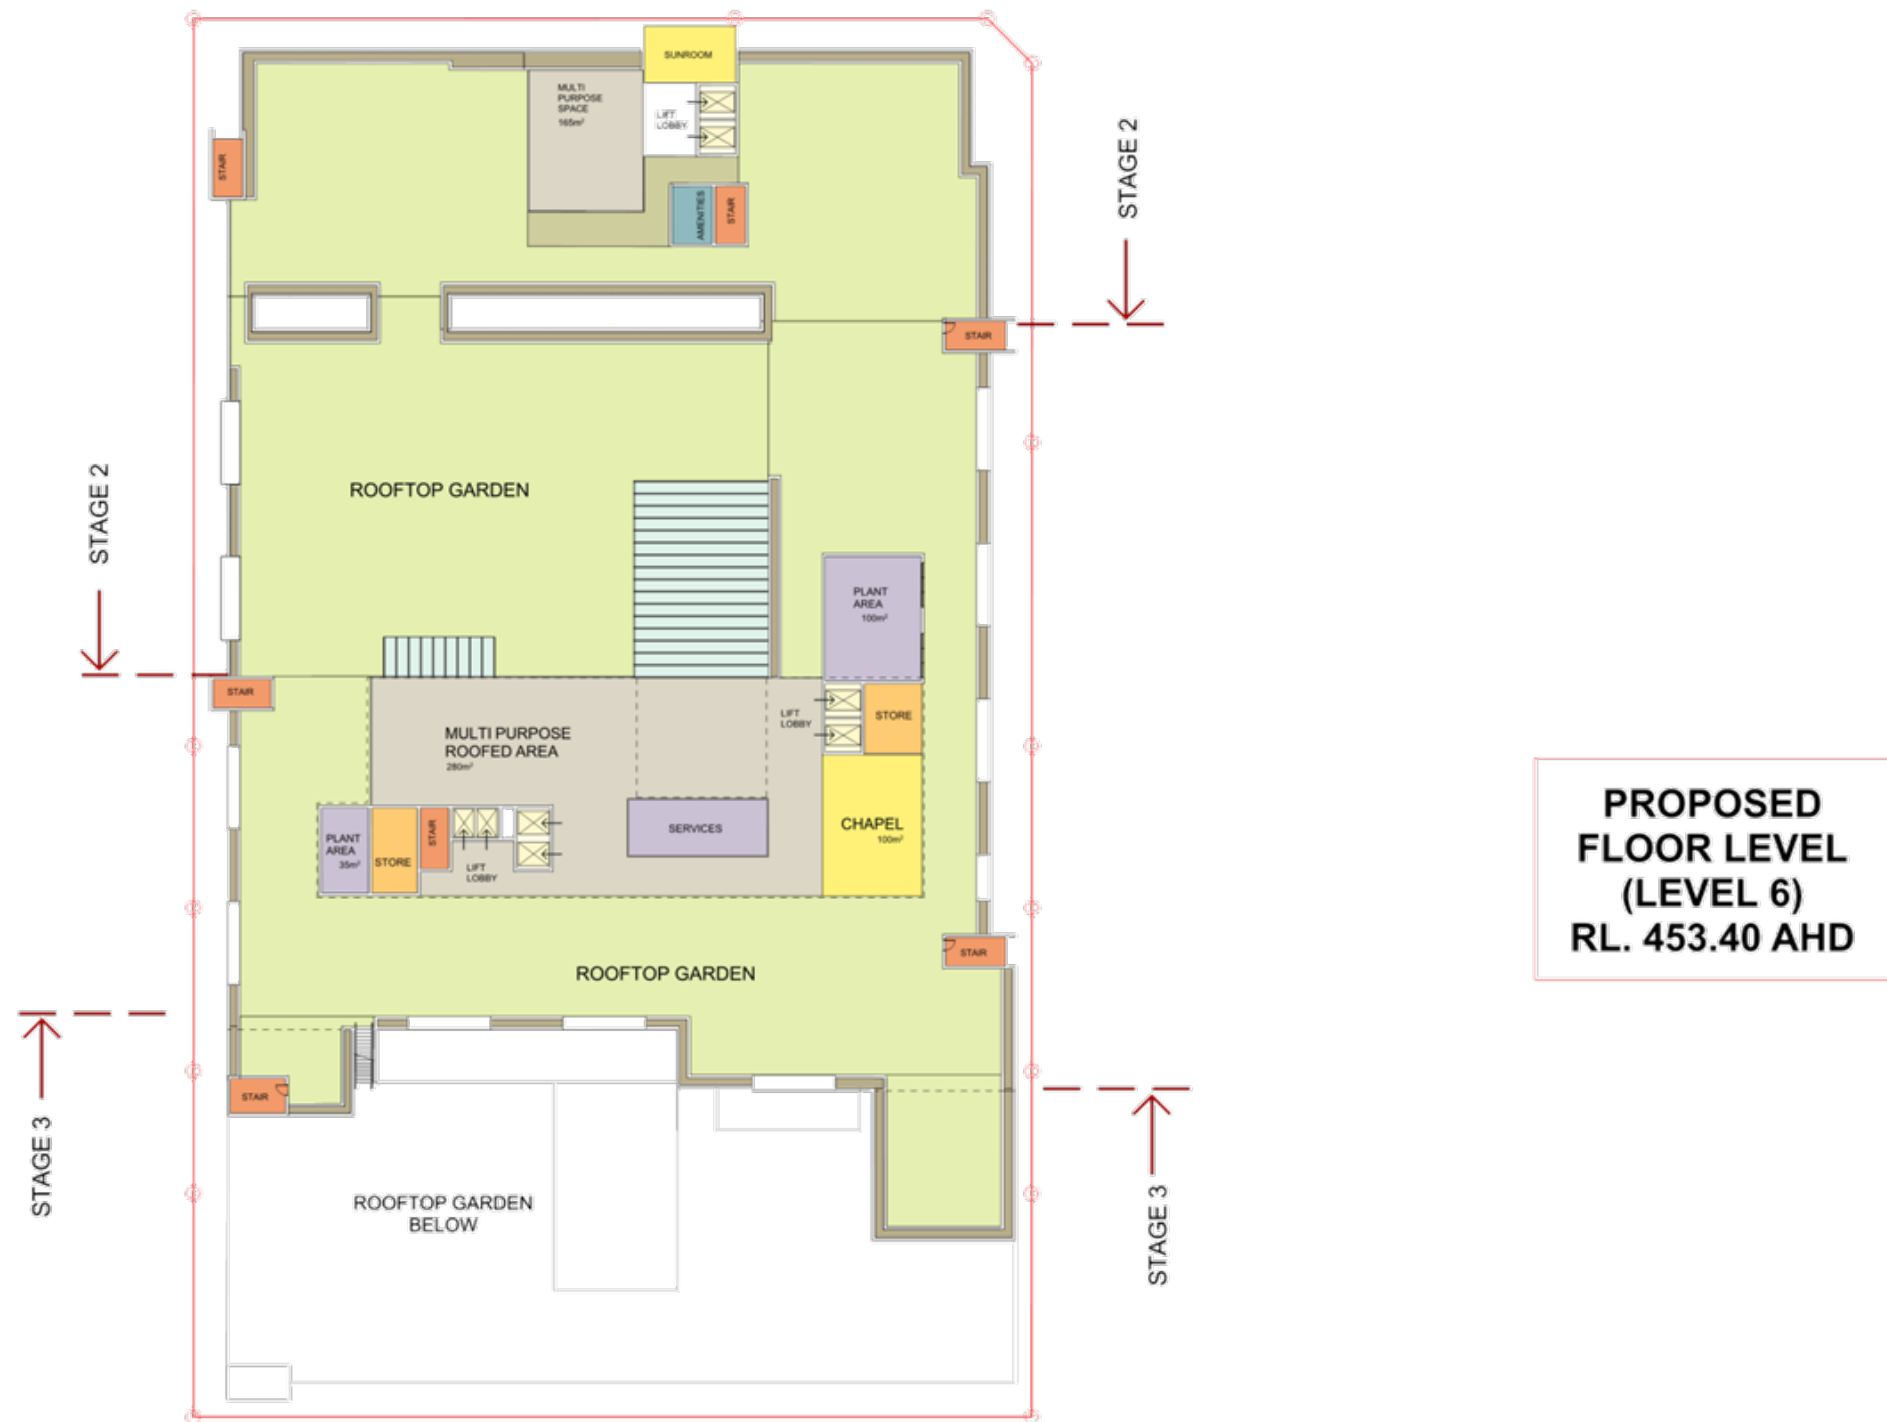 SUNROOM
MULTI
PURPOSE
SPACE
165m²
LIFT
LOBBY
STAIR
AMENITIES
STAIR
STAGE 2
STAIR
STAGE 2
ROOFTOP GARDEN
PLANT
AREA
100m²
STAIR
MULTI PURPOSE
ROOFED AREA
280m²
LIFT
LOBBY
STORE
PLANT
AREA
35m²
STORE
STAIR
LIFT
LOBBY
SERVICES
CHAPEL
100m²
PROPOSED
FLOOR LEVEL
(LEVEL 6)
RL. 453.40 AHD
STAIR
ROOFTOP GARDEN
STAIR
STAGE 3
STAGE 3
ROOFTOP GARDEN
BELOW